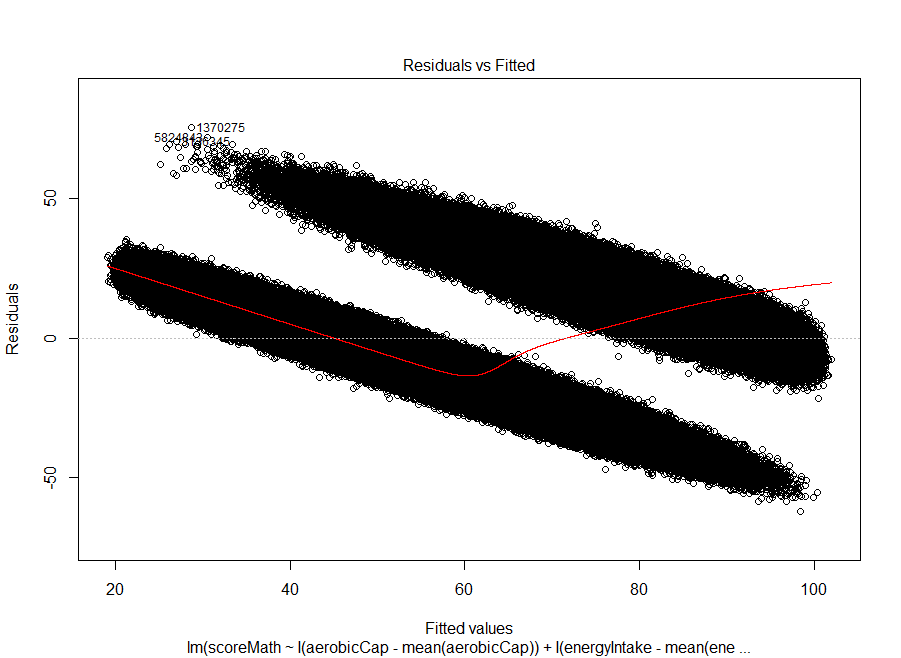 Residuals vs Fitted
1370275
5824843
50
0
-50
Residuals
20 40 60 80 100
Fitted values
lm(scoreMath ~ I(aerobicCap - mean(aerobicCap)) + I(energyIntake - mean(ene ...